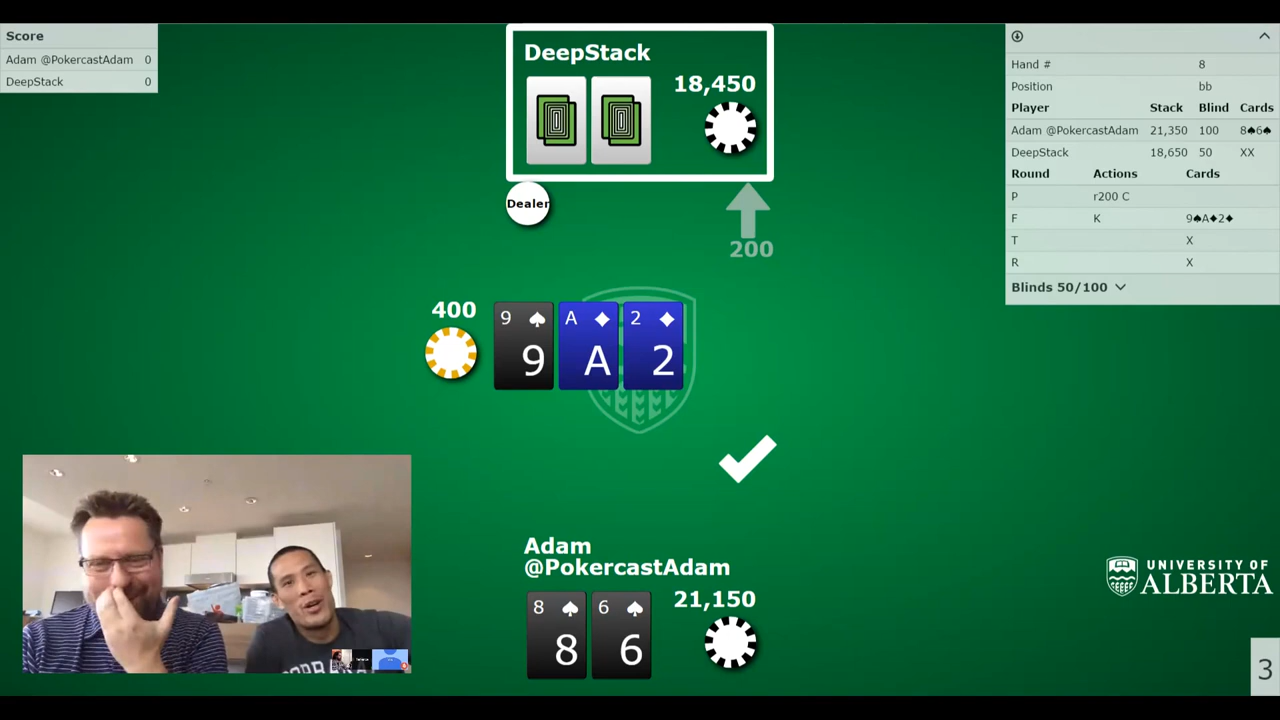 Score
Adam @PokercastAdam 0
DeepStack 0
DeepStack
18,450
Dealer
200
Hand # 8
Position bb
Player Stack Blind Cards
Adam @PokercastAdam 21,350 100 8♠6♠
DeepStack 18,650 50 XX
Round Actions Cards
P r200 C
F K 9♠A♦2♦
T X
R X
Blinds 50/100
400
9♠ A♦ 2♦
9 A 2
Adam
@PokercastAdam
21,150
8♠ 6♠
8 6
UNIVERSITY OF
ALBERTA
3